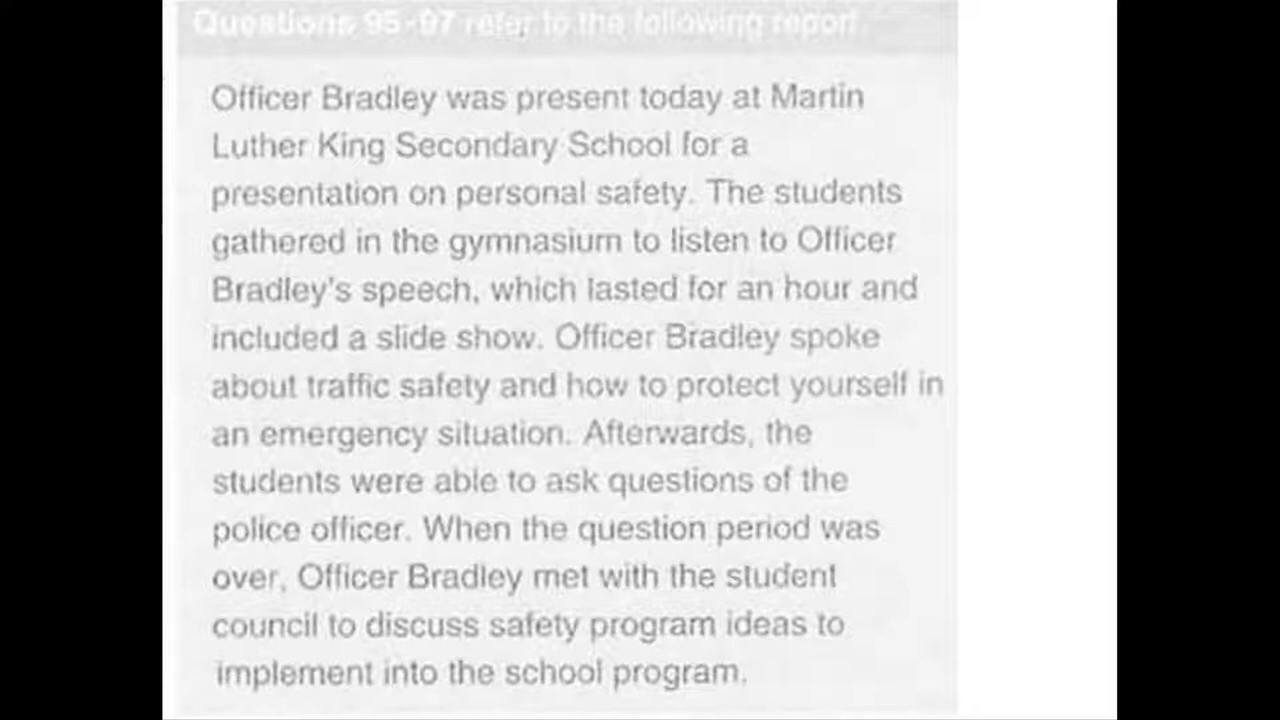 Questions 95-97 refer to the following report
Officer Bradley was present today at Martin
Luther King Secondary School for a
presentation on personal safety. The students
gathered in the gymnasium to listen to Officer
Bradley's speech, which lasted for an hour and
included a slide show. Officer Bradley spoke
about traffic safety and how to protect yourself in
an emergency situation. Afterwards, the
students were able to ask questions of the
police officer. When the question period was
over, Officer Bradley met with the student
council to discuss safety program ideas to
implement into the school program.